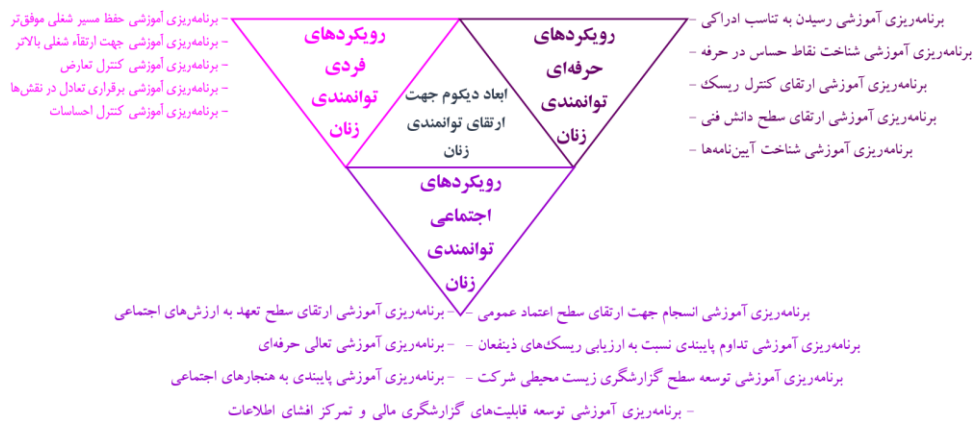 برنامه‌ریزی آموزشی رسیدن به تناسب ادراکی –
برنامه‌ریزی آموزشی شناخت نقاط حساس در حرفه –
برنامه‌ریزی آموزشی ارتقای کنترل ریسک –
برنامه‌ریزی آموزشی ارتقای سطح دانش فنی –
برنامه‌ریزی آموزشی شناخت آیین‌نامه‌ها –
رویکردهای
حرفه‌ای
توانمندی
زنان
ابعاد دیکوم جهت
ارتقای توانمندی
زنان
رویکردهای
فردی
توانمندی
زنان
– برنامه‌ریزی آموزشی حفظ مسیر شغلی موفق‌تر
– برنامه‌ریزی آموزشی جهت ارتقاء شغلی بالاتر
– برنامه‌ریزی آموزشی کنترل تعارض
– برنامه‌ریزی آموزشی برقراری تعادل در نقش‌ها
– برنامه‌ریزی آموزشی کنترل احساسات
رویکردهای
اجتماعی
توانمندی
زنان
برنامه‌ریزی آموزشی انسجام جهت ارتقای سطح اعتماد عمومی – – برنامه‌ریزی آموزشی ارتقای سطح تعهد به ارزش‌های اجتماعی
برنامه‌ریزی آموزشی تداوم پایبندی نسبت به ارزیابی ریسک‌های ذینفعان – – برنامه‌ریزی آموزشی تعالی حرفه‌ای
برنامه‌ریزی آموزشی توسعه سطح گزارشگری زیست محیطی شرکت – – برنامه‌ریزی آموزشی پایبندی به هنجارهای اجتماعی
– برنامه‌ریزی آموزشی توسعه قابلیت‌های گزارشگری مالی و تمرکز افشای اطلاعات